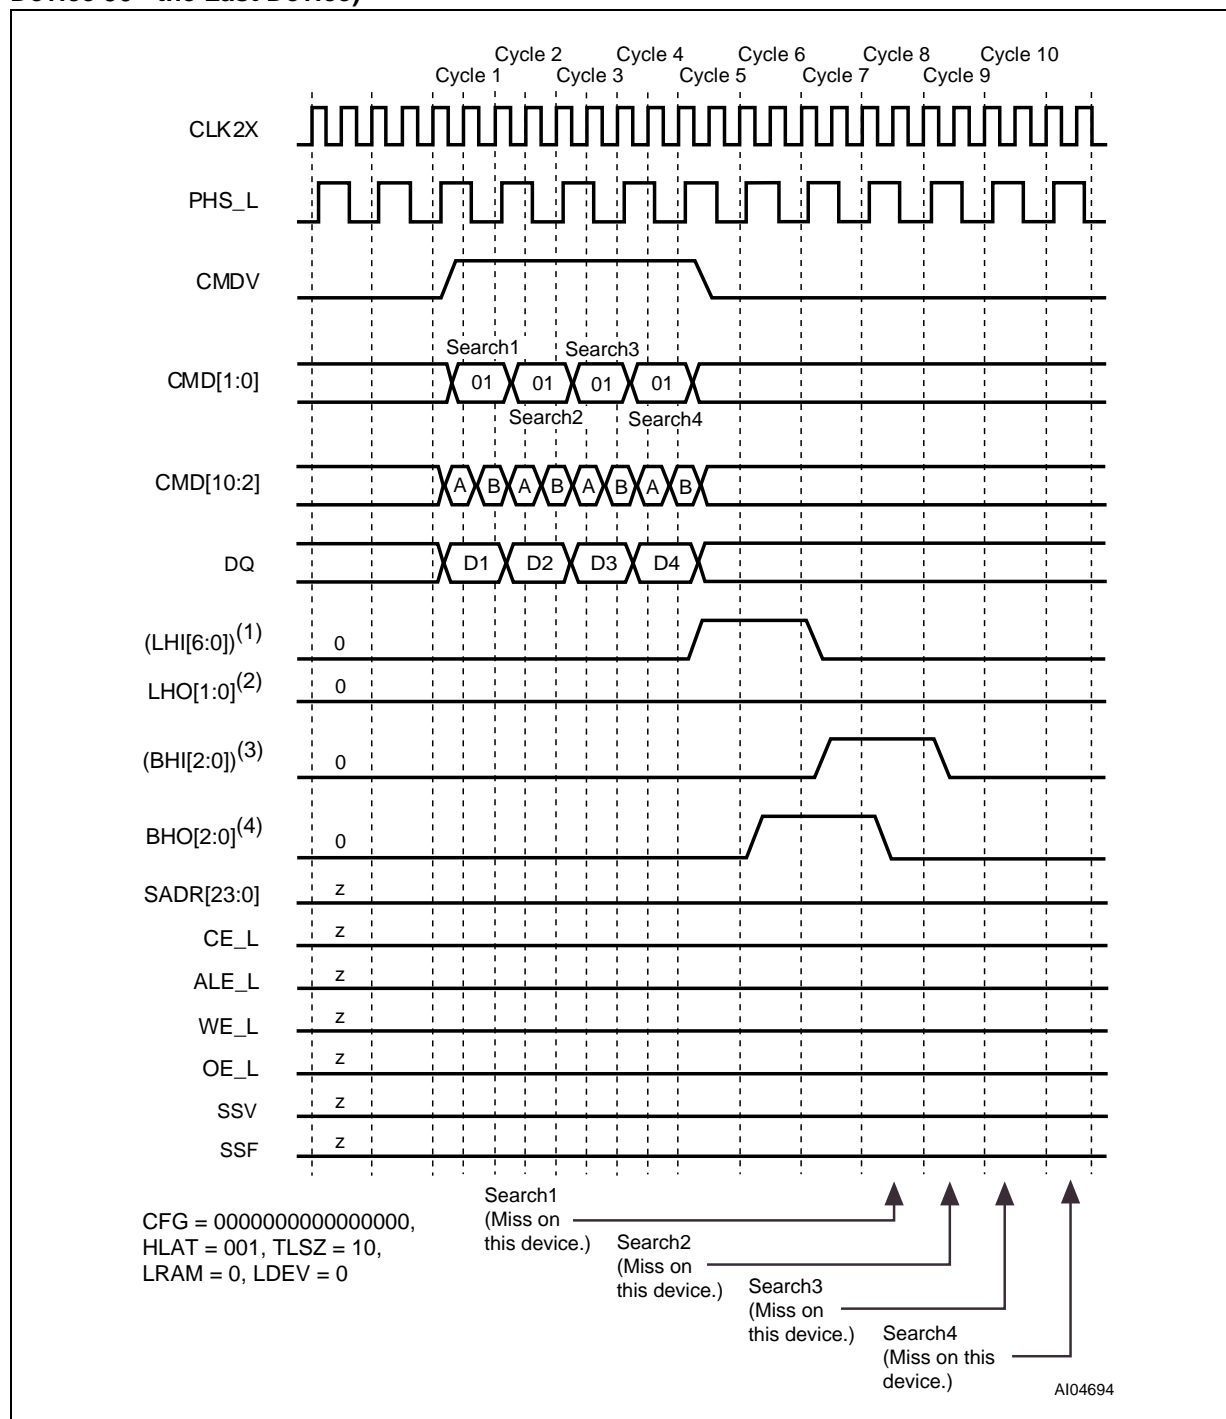 Cycle 2 Cycle 4 Cycle 6 Cycle 8 Cycle 10
Cycle 1 Cycle 3 Cycle 5 Cycle 7 Cycle 9
CLK2X
PHS_L
CMDV
Search1 Search3
CMD[1:0] 01 01 01 01
Search2 Search4
CMD[10:2] A B A B A B A B
DQ D1 D2 D3 D4
(LHI[6:0])(1) 0
LHO[1:0](2) 0
(BHI[2:0])(3) 0
BHO[2:0](4) 0
SADR[23:0] z
CE_L z
ALE_L z
WE_L z
OE_L z
SSV z
SSF z
CFG = 0000000000000000,
HLAT = 001, TLSZ = 10,
LRAM = 0, LDEV = 0
Search1
(Miss on
this device.)
Search2
(Miss on
this device.)
Search3
(Miss on
this device.)
Search4
(Miss on this
device.)
AI04694